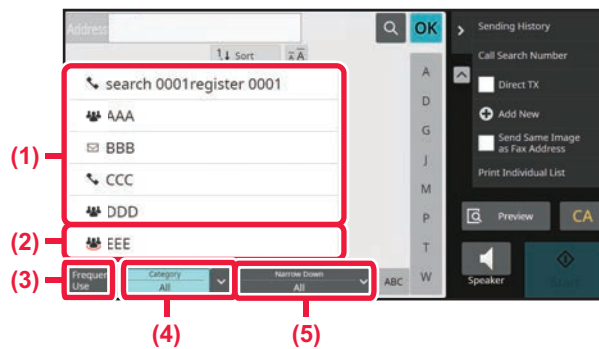 Address
OK
Sort
A
Sending History
search 0001register 0001
Call Search Number
Direct TX
AAA
D
Add New
BBB
G
Send Same Image
as Fax Address
(1)
J
CCC
Print Individual List
M
DDD
P
Preview
CA
(2)
EEE
T
(3)
Frequen
Use
Category
All
Narrow Down
All
ABC
W
Speaker
Start
(4)
(5)